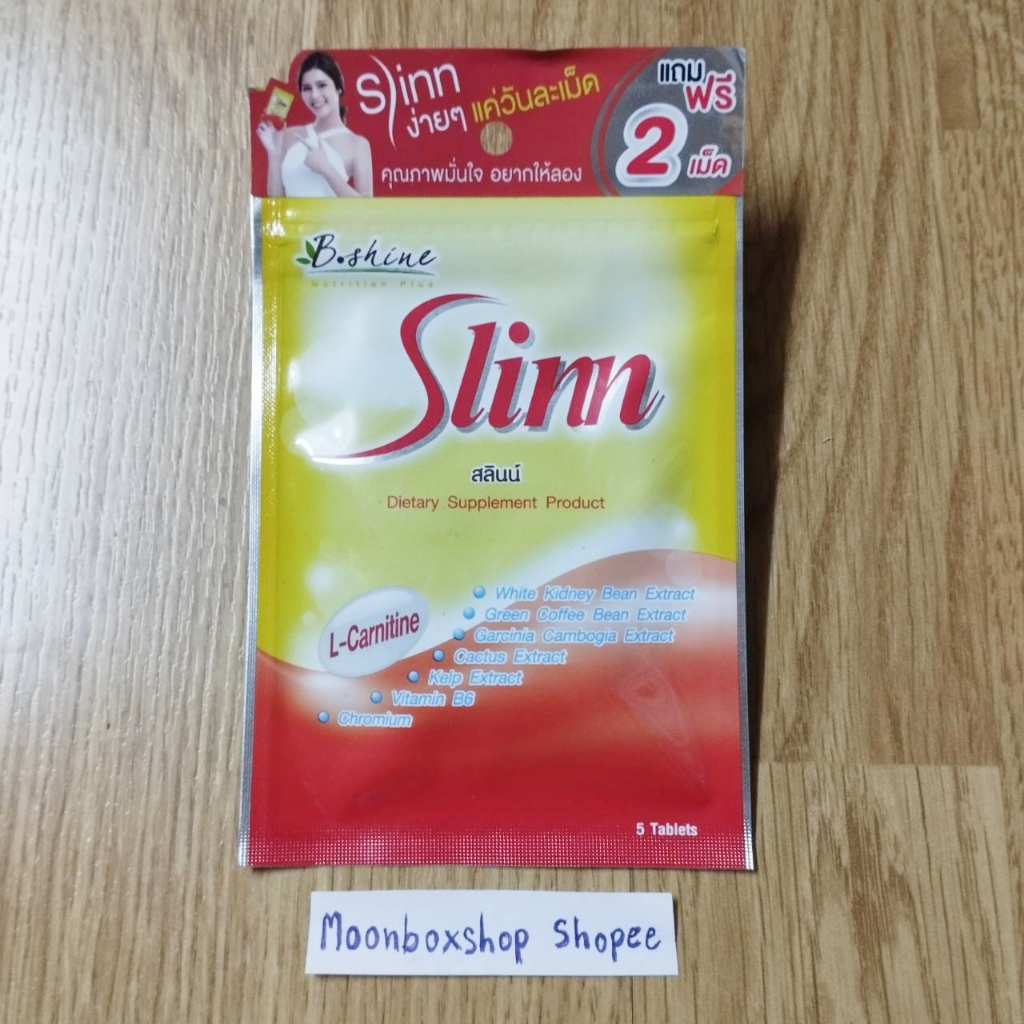 Slinn
ง่ายๆ แค่วันละเม็ด
คุณภาพมั่นใจ อยากให้ลอง
แถม
ฟรี
2 เม็ด
B.shine
Nutrition Plus
Slinn
สลินน์
Dietary Supplement Product
L-Carnitine
White Kidney Bean Extract
Green Coffee Bean Extract
Garcinia Cambogia Extract
Cactus Extract
Kelp Extract
Vitamin B6
Chromium
5 Tablets
Moonboxshop Shopee